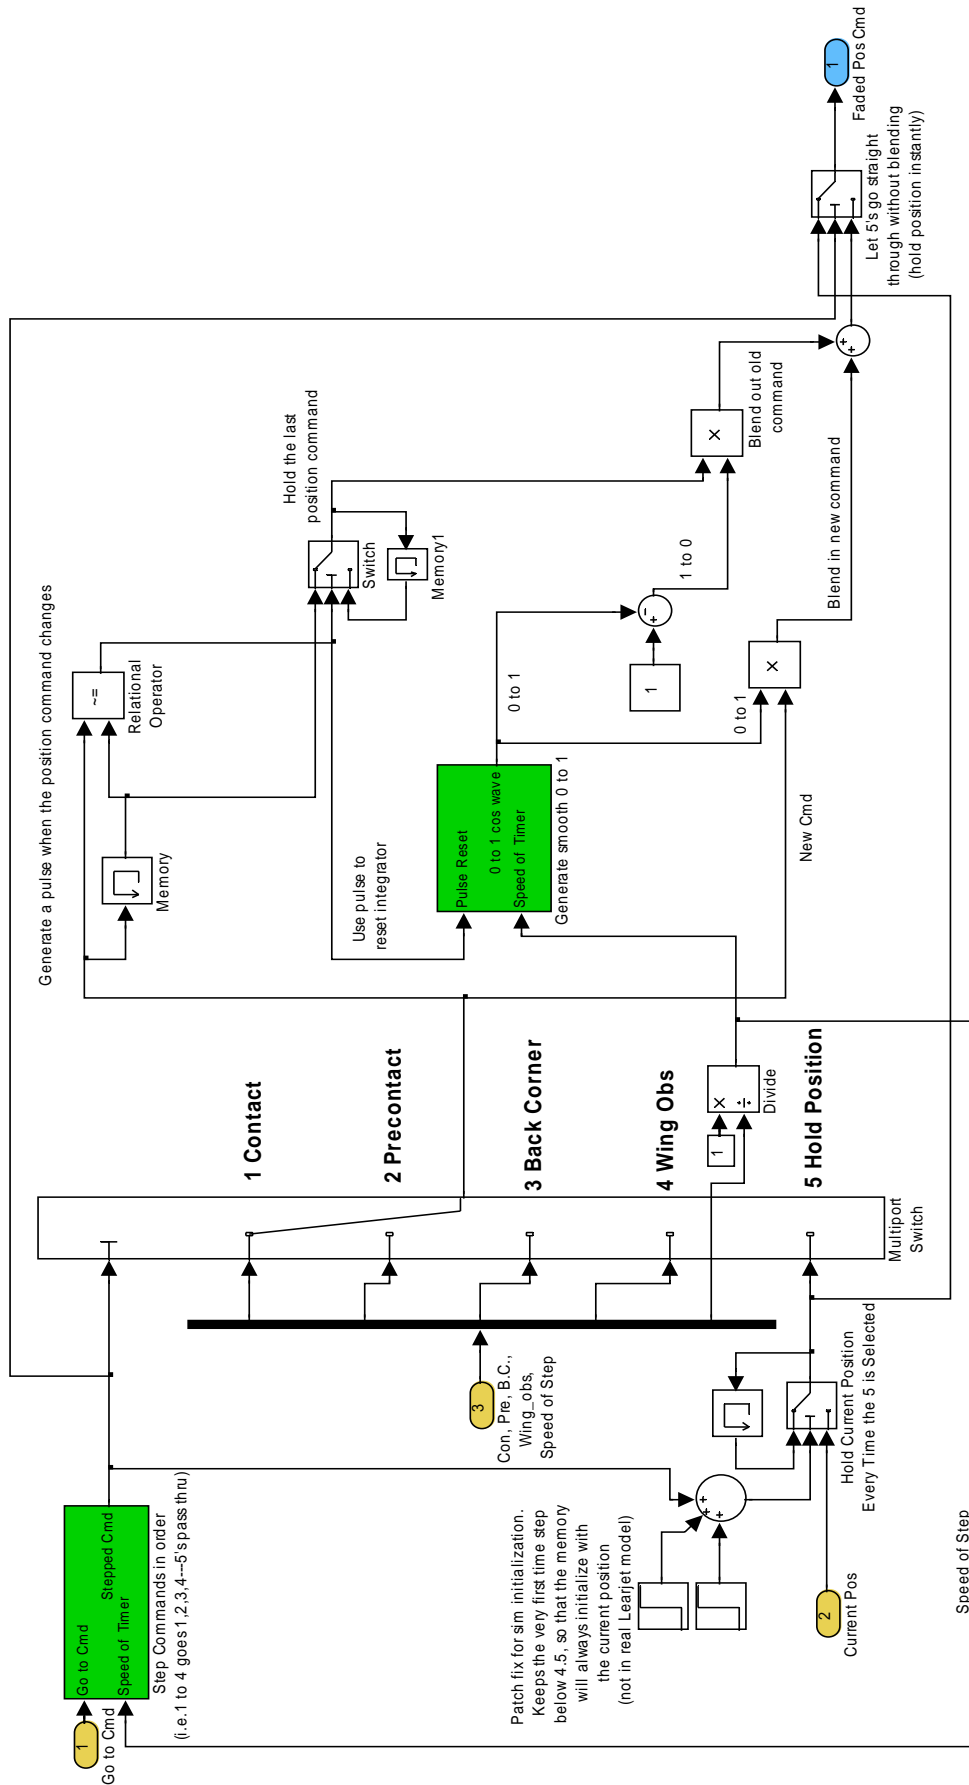 1
Go to Cmd
Go to Cmd
Stepped Cmd
Speed of Timer
Step Commands in order
(i.e.1 to 4 goes 1,2,3,4---5's pass thru)
Generate a pulse when the position command changes
Memory
~=
Relational
Operator
Hold the last
position command
Switch
Memory1
Use pulse to
reset integrator
Pulse Reset
0 to 1 cos wave
Speed of Timer
Generate smooth 0 to 1
0 to 1
1
+
-
1 to 0
0 to 1
×
×
Blend out old
command
Blend in new command
New Cmd
+
+
Let 5's go straight
through without blending
(hold position instantly)
1
Faded Pos Cmd
1 Contact
2 Precontact
3 Back Corner
4 Wing Obs
5 Hold Position
Multiport
Switch
1
×
÷
Divide
3
Con, Pre, B.C.,
Wing_obs,
Speed of Step
Patch fix for sim initialization.
Keeps the very first time step
below 4.5, so that the memory
will always initialize with
the current position
(not in real Learjet model)
+
+
+
Hold Current Position
Every Time the 5 is Selected
2
Current Pos
Speed of Step